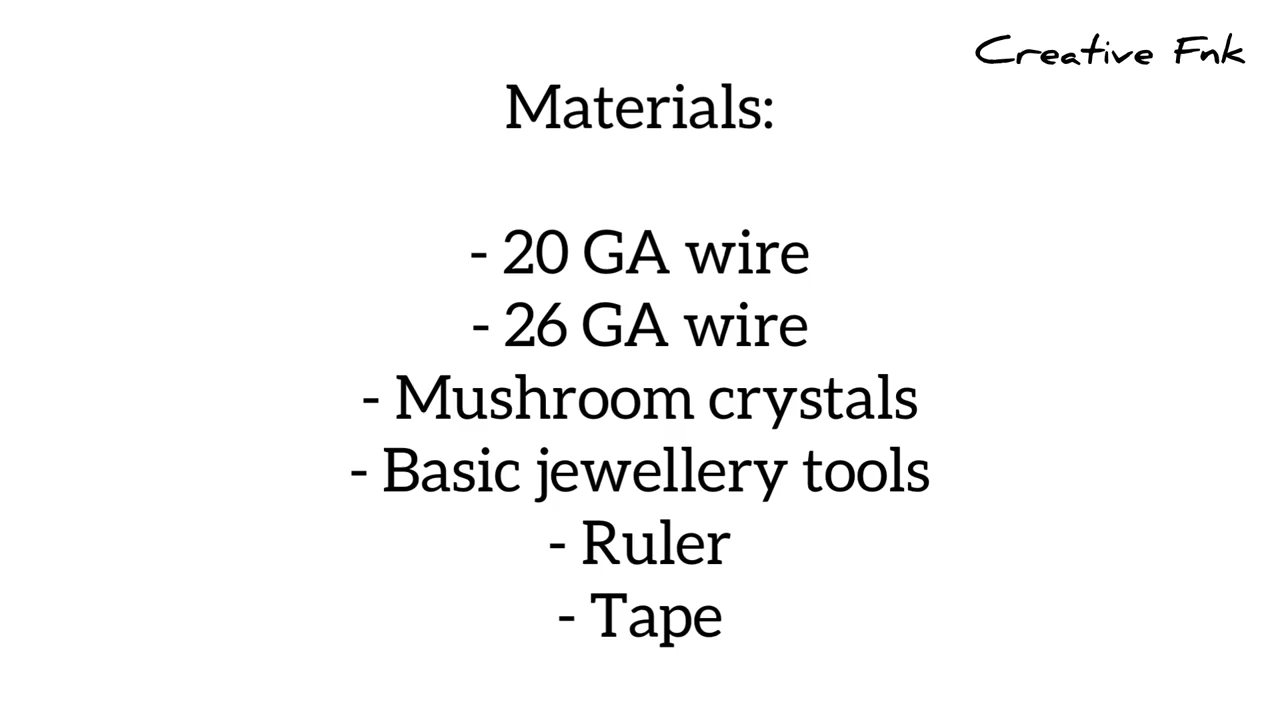 Creative Fnk
Materials:
- 20 GA wire
- 26 GA wire
- Mushroom crystals
- Basic jewellery tools
- Ruler
- Tape